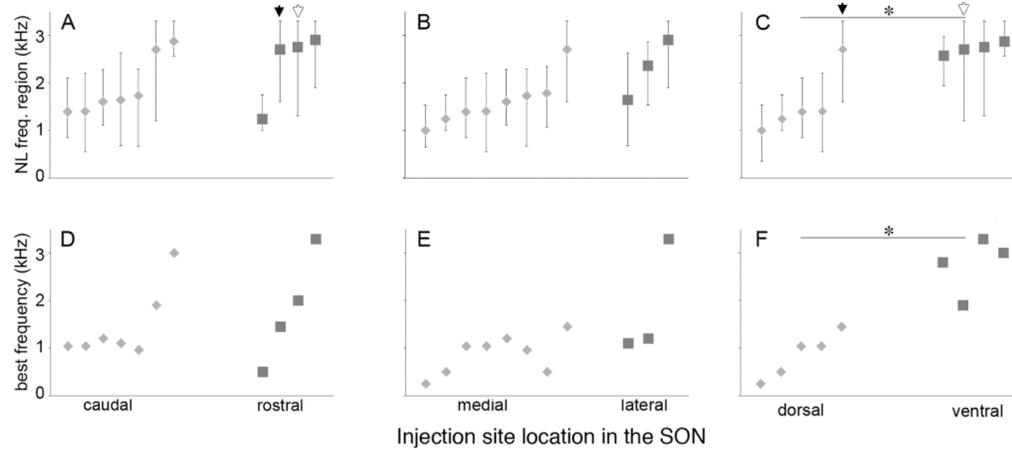 A B C *
NL freq. region (kHz)
3
2
1
0
D E F *
best frequency (kHz)
3
2
1
0
caudal rostral medial lateral dorsal ventral
Injection site location in the SON